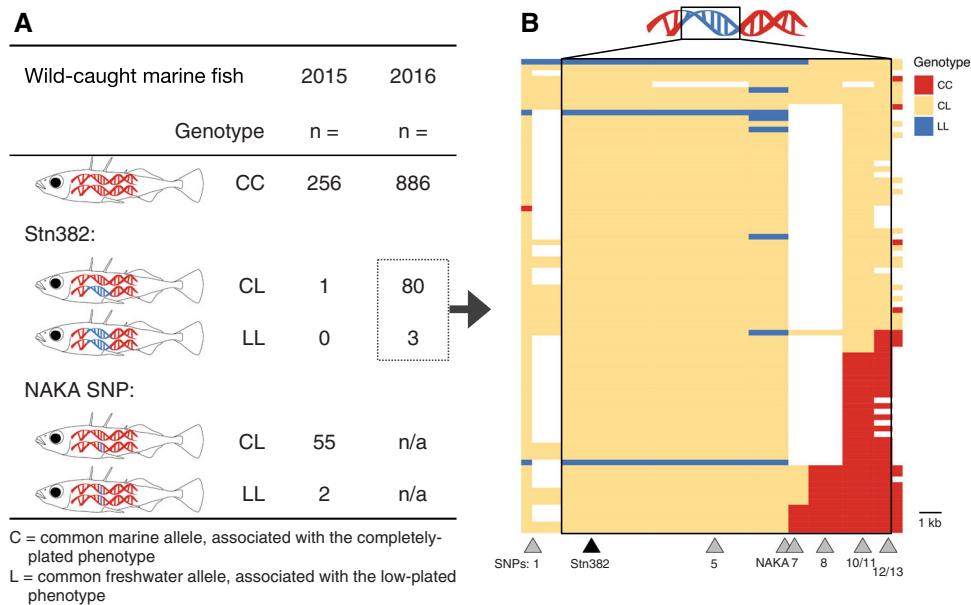 A
Wild-caught marine fish 2015 2016
Genotype n = n =
CC 256 886
Stn382:
CL 1 80
LL 0 3
NAKA SNP:
CL 55 n/a
LL 2 n/a
C = common marine allele, associated with the completely-
plated phenotype
L = common freshwater allele, associated with the low-plated
phenotype
B
Genotype
CC
CL
LL
1 kb
SNPs: 1 Stn382 5 NAKA 7 8 10/11 12/13